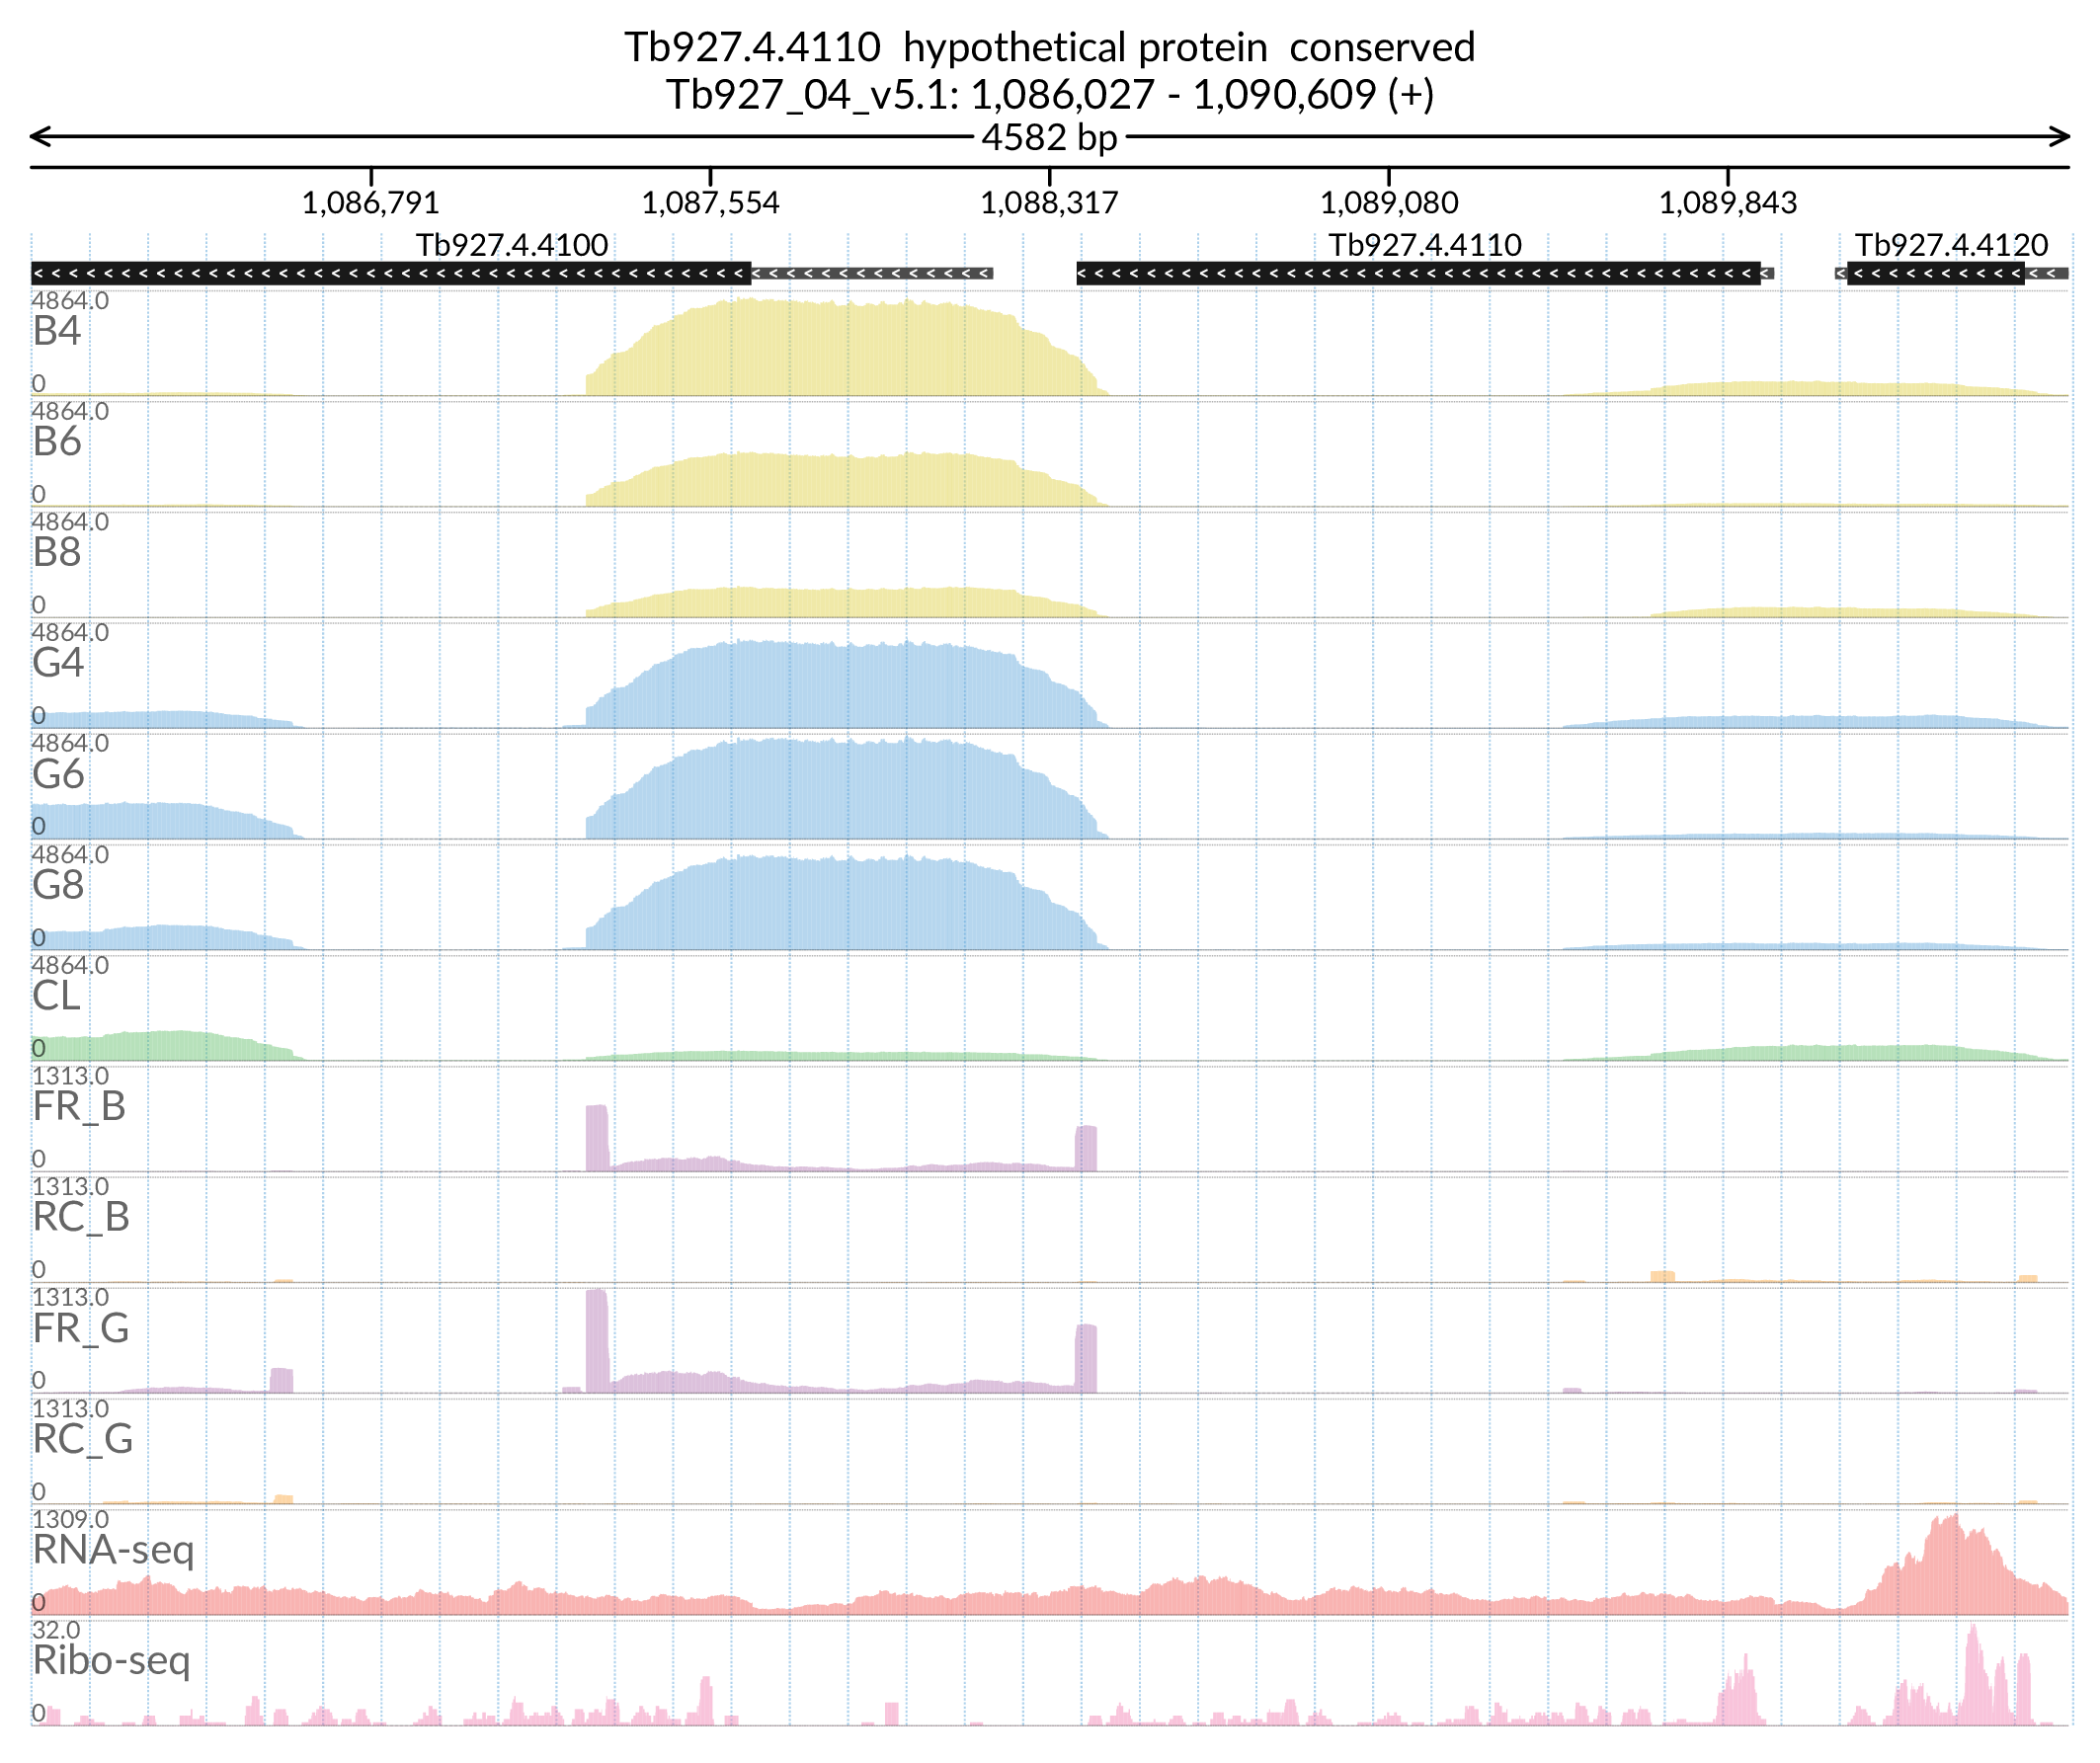 Tb927.4.4110 hypothetical protein conserved
Tb927_04_v5.1: 1,086,027 - 1,090,609 (+)
4582 bp
1,086,791 1,087,554 1,088,317 1,089,080 1,089,843
Tb927.4.4100 Tb927.4.4110 Tb927.4.4120
4864.0
B4
0
4864.0
B6
0
4864.0
B8
0
4864.0
G4
0
4864.0
G6
0
4864.0
G8
0
4864.0
CL
0
1313.0
FR_B
0
1313.0
RC_B
0
1313.0
FR_G
0
1313.0
RC_G
0
1309.0
RNA-seq
0
32.0
Ribo-seq
0